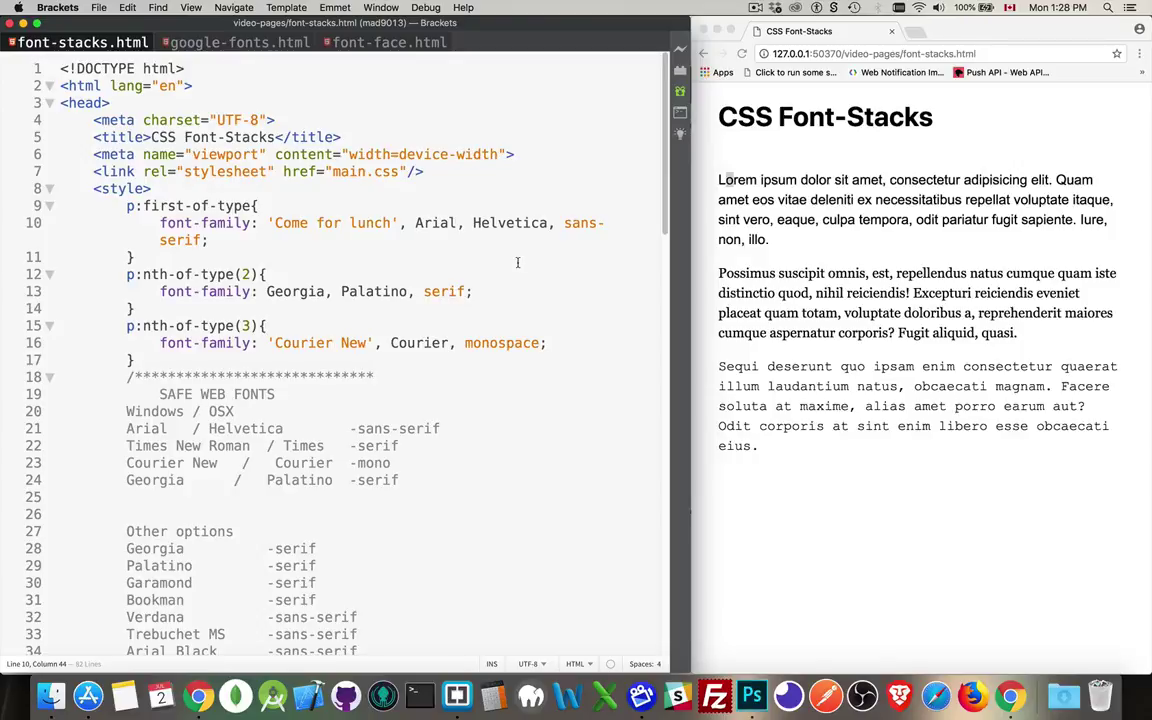 Brackets File Edit Find View Navigate Template Emmet Window Debug Help 100% Mon 1:28 PM
video-pages/font-stacks.html (mad9013) — Brackets
font-stacks.html google-fonts.html font-face.html
1 <!DOCTYPE html>
2 <html lang="en">
3 <head>
4 <meta charset="UTF-8">
5 <title>CSS Font-Stacks</title>
6 <meta name="viewport" content="width=device-width">
7 <link rel="stylesheet" href="main.css"/>
8 <style>
9 p:first-of-type{
10 font-family: 'Come for lunch', Arial, Helvetica, sans-
serif;
11 }
12 p:nth-of-type(2){
13 font-family: Georgia, Palatino, serif;
14 }
15 p:nth-of-type(3){
16 font-family: 'Courier New', Courier, monospace;
17 }
18 /****************************
19 SAFE WEB FONTS
20 Windows / OSX
21 Arial / Helvetica -sans-serif
22 Times New Roman / Times -serif
23 Courier New / Courier -mono
24 Georgia / Palatino -serif
25
26
27 Other options
28 Georgia -serif
29 Palatino -serif
30 Garamond -serif
31 Bookman -serif
32 Verdana -sans-serif
33 Trebuchet MS -sans-serif
34 Arial Black -sans-serif
Line 10, Column 44 — 82 Lines INS UTF-8 HTML Spaces: 4
CSS Font-Stacks
127.0.0.1:50370/video-pages/font-stacks.html
Apps Click to run some s... Web Notification Im... Push API - Web API... »
CSS Font-Stacks
Lorem ipsum dolor sit amet, consectetur adipisicing elit. Quam
amet eos vitae deleniti ex necessitatibus repellat voluptate itaque,
sint vero, eaque, culpa tempora, odit pariatur fugit sapiente. Iure,
non, illo.
Possimus suscipit omnis, est, repellendus natus cumque quam iste
distinctio quod, nihil reiciendis! Excepturi reiciendis eveniet
placeat quam totam, voluptate doloribus a, reprehenderit maiores
cumque aspernatur corporis? Fugit aliquid, quasi.
Sequi deserunt quo ipsam enim consectetur quaerat
illum laudantium natus, obcaecati magnam. Facere
soluta at maxime, alias amet porro earum aut?
Odit corporis at sint enim libero esse obcaecati
eius.